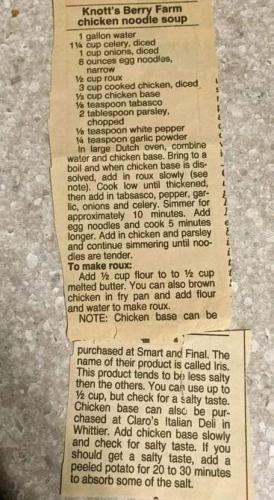 Knott's Berry Farm
chicken noodle soup
1 gallon water
1¼ cup celery, diced
1 cup onions, diced
8 ounces egg noodles,
narrow
½ cup roux
3 cup cooked chicken, diced
⅓ cup chicken base
⅛ teaspoon tabasco
2 tablespoon parsley,
chopped
⅛ teaspoon white pepper
¼ teaspoon garlic powder
In large Dutch oven, combine
water and chicken base. Bring to a
boil and when chicken base is dis-
solved, add in roux slowly (see
note). Cook low until thickened,
then add in tabsasco, pepper, gar-
lic, onions and celery. Simmer for
approximately 10 minutes. Add
egg noodles and cook 5 minutes
longer. Add in chicken and parsley
and continue simmering until noo-
dles are tender.
To make roux:
Add ½ cup flour to to ½ cup
melted butter. You can also brown
chicken in fry pan and add flour
and water to make roux.
NOTE: Chicken base can be
purchased at Smart and Final. The
name of their product is called Iris.
This product tends to be less salty
then the others. You can use up to
½ cup, but check for a salty taste.
Chicken base can also be pur-
chased at Claro's Italian Deli in
Whittier. Add chicken base slowly
and check for salty taste. If you
should get a salty taste, add a
peeled potato for 20 to 30 minutes
to absorb some of the salt.